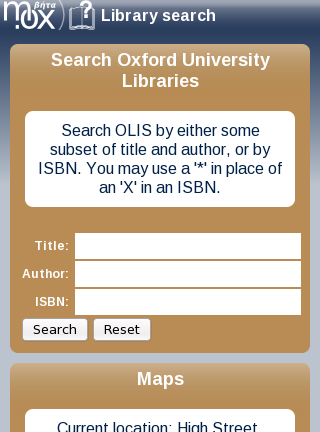 mox βήτα ? Library search
Search Oxford University
Libraries
Search OLIS by either some
subset of title and author, or by
ISBN. You may use a '*' in place of
an 'X' in an ISBN.
Title:
Author:
ISBN:
Search Reset
Maps
Current location: High Street